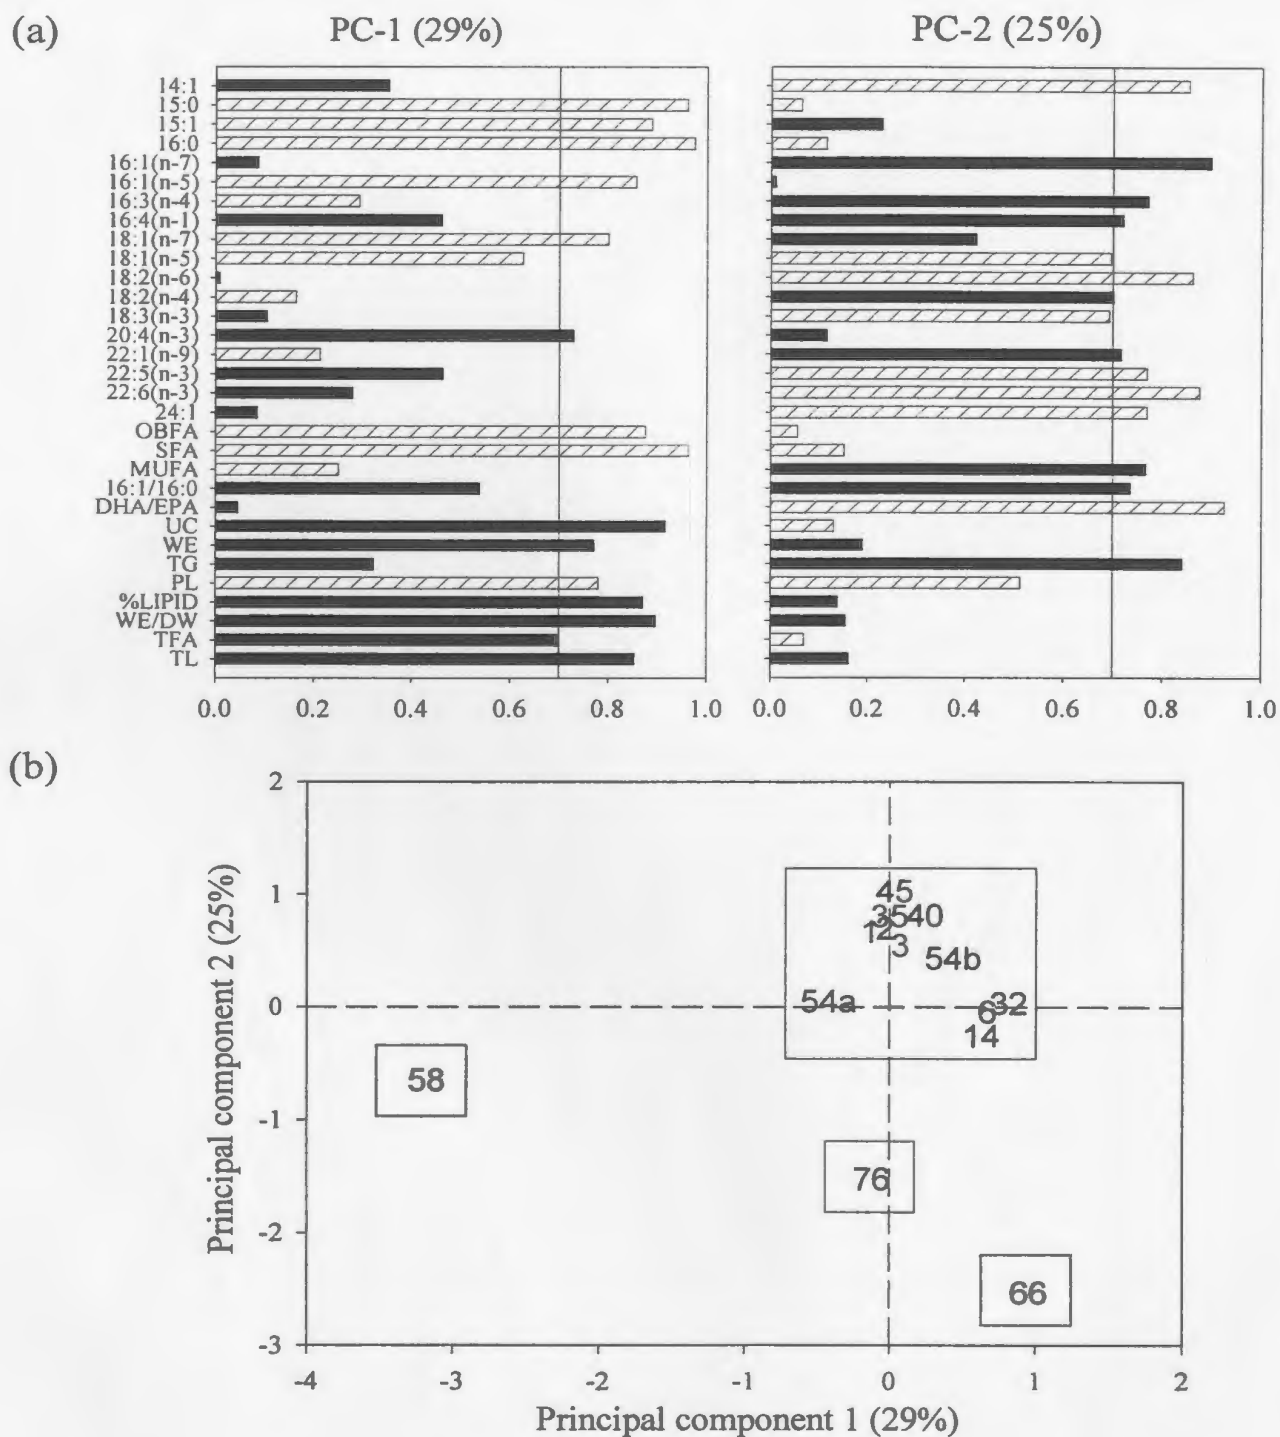 (a)
PC-1 (29%)
PC-2 (25%)
14:1
15:0
15:1
16:0
16:1(n-7)
16:1(n-5)
16:3(n-4)
16:4(n-1)
18:1(n-7)
18:1(n-5)
18:2(n-6)
18:2(n-4)
18:3(n-3)
20:4(n-3)
22:1(n-9)
22:5(n-3)
22:6(n-3)
24:1
OBFA
SFA
MUFA
16:1/16:0
DHA/EPA
UC
WE
TG
PL
%LIPID
WE/DW
TFA
TL
0.0 0.2 0.4 0.6 0.8 1.0
0.0 0.2 0.4 0.6 0.8 1.0
(b)
Principal component 2 (25%)
2
1
0
-1
-2
-3
45
35 40
12
3
54b
54a
6 32
14
58
76
66
-4 -3 -2 -1 0 1 2
Principal component 1 (29%)